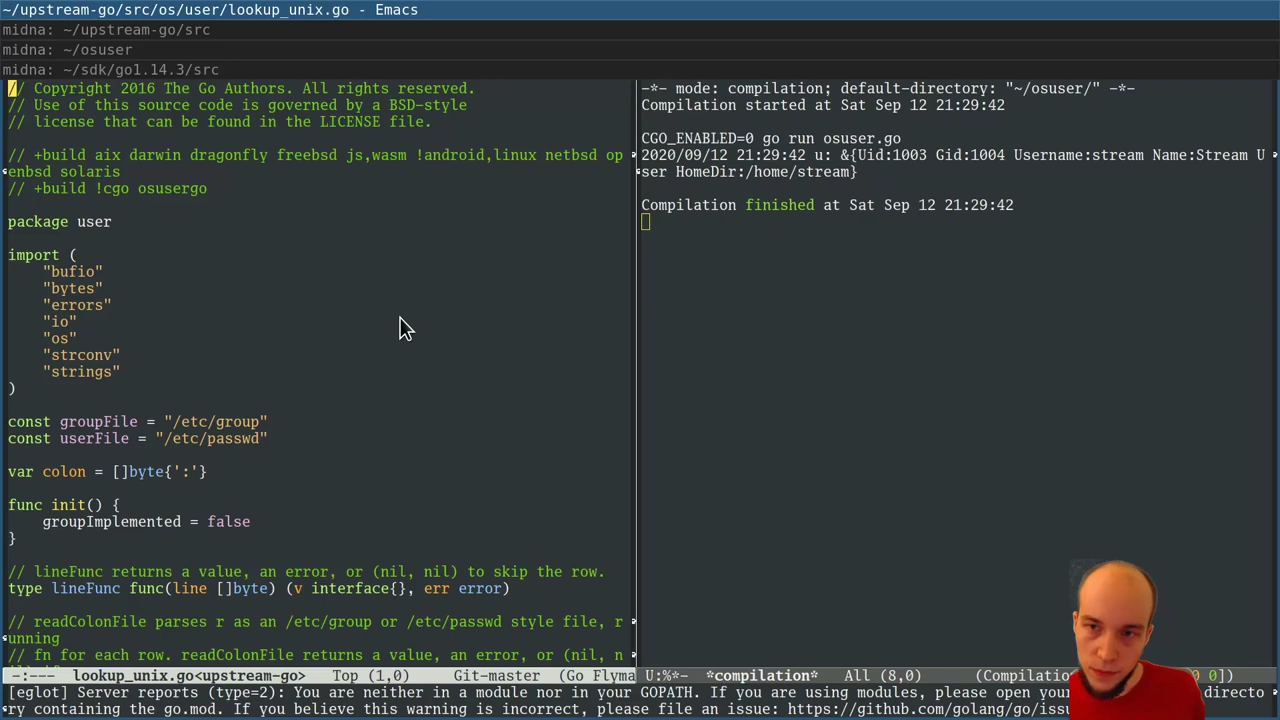 ~/upstream-go/src/os/user/lookup_unix.go - Emacs
midna: ~/upstream-go/src
midna: ~/osuser
midna: ~/sdk/go1.14.3/src
// Copyright 2016 The Go Authors. All rights reserved.
// Use of this source code is governed by a BSD-style
// license that can be found in the LICENSE file.
// +build aix darwin dragonfly freebsd js,wasm !android,linux netbsd op
enbsd solaris
// +build !cgo osusergo
package user
import (
"bufio"
"bytes"
"errors"
"io"
"os"
"strconv"
"strings"
)
const groupFile = "/etc/group"
const userFile = "/etc/passwd"
var colon = []byte{':'}
func init() {
groupImplemented = false
}
// lineFunc returns a value, an error, or (nil, nil) to skip the row.
type lineFunc func(line []byte) (v interface{}, err error)
// readColonFile parses r as an /etc/group or /etc/passwd style file, r
unning
// fn for each row. readColonFile returns a value, an error, or (nil, n
-:--- lookup_unix.go<upstream-go> Top (1,0) Git-master (Go Flyma
-*- mode: compilation; default-directory: "~/osuser/" -*-
Compilation started at Sat Sep 12 21:29:42
CGO_ENABLED=0 go run osuser.go
2020/09/12 21:29:42 u: &{Uid:1003 Gid:1004 Username:stream Name:Stream U
ser HomeDir:/home/stream}
Compilation finished at Sat Sep 12 21:29:42
U:%*- *compilation* All (8,0) (Compilation 0])
[eglot] Server reports (type=2): You are neither in a module nor in your GOPATH. If you are using modules, please open your directo
ry containing the go.mod. If you believe this warning is incorrect, please file an issue: https://github.com/golang/go/issu